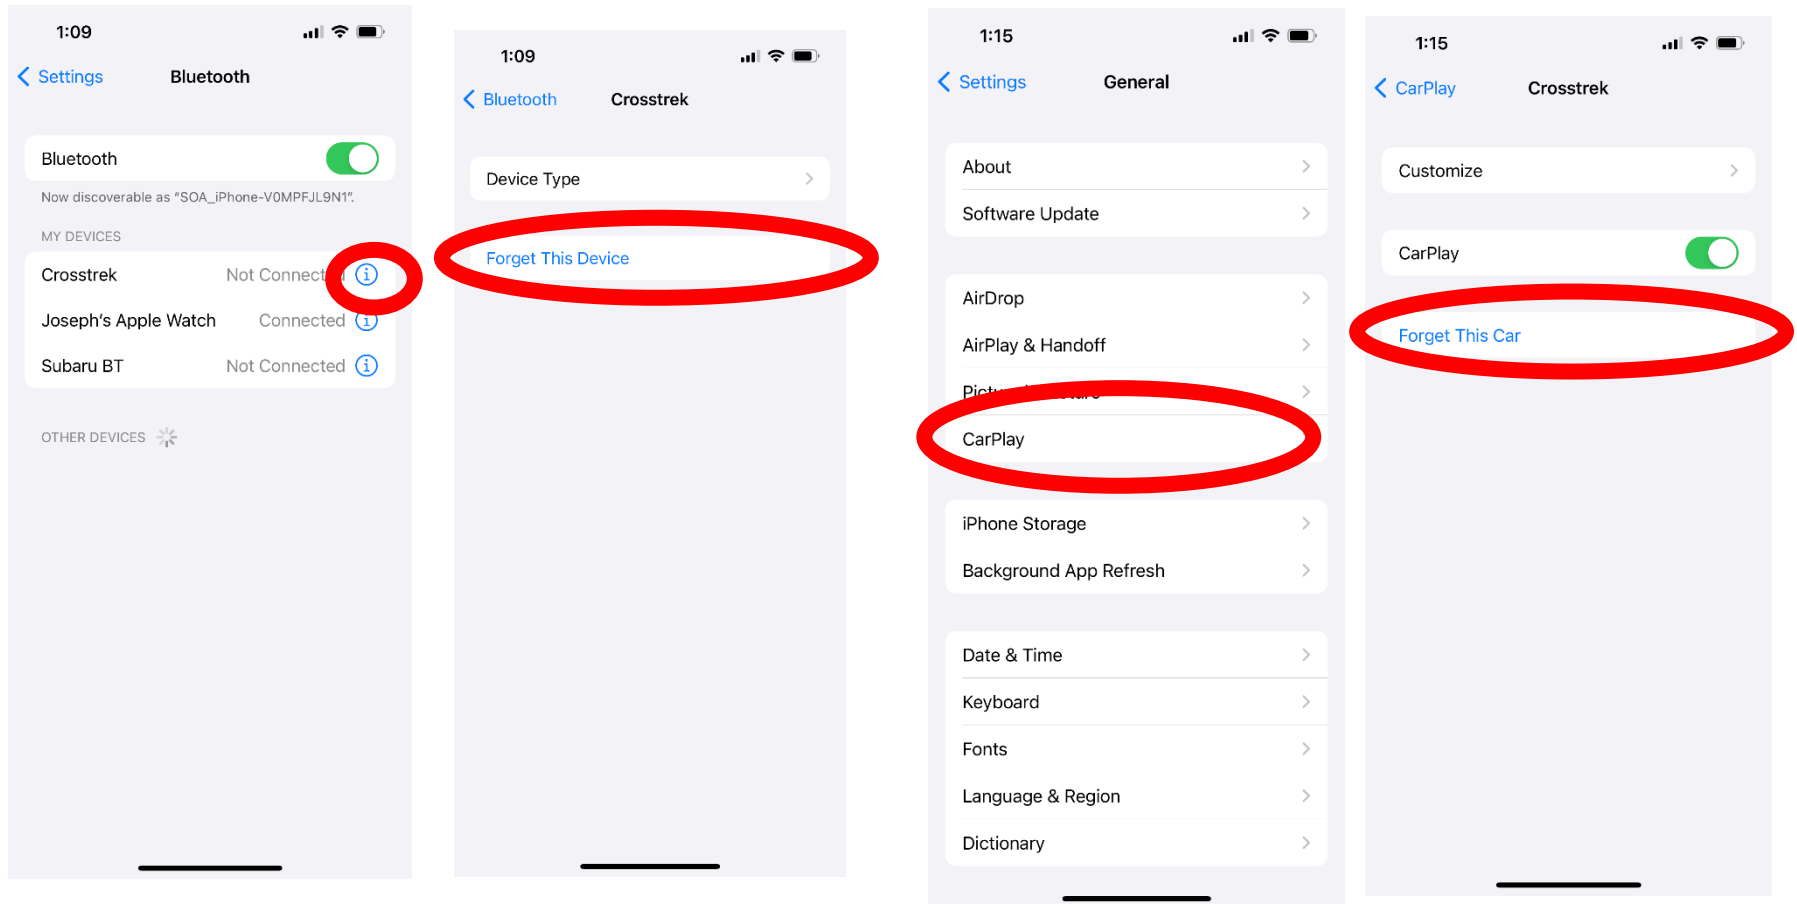 1:09
Settings
Bluetooth
Bluetooth
Now discoverable as “SOA_iPhone-V0MPFJL9N1”.
MY DEVICES
Crosstrek Not Connected
Joseph’s Apple Watch Connected
Subaru BT Not Connected
OTHER DEVICES
1:09
Bluetooth
Crosstrek
Device Type
Forget This Device
1:15
Settings
General
About
Software Update
AirDrop
AirPlay & Handoff
CarPlay
iPhone Storage
Background App Refresh
Date & Time
Keyboard
Fonts
Language & Region
Dictionary
1:15
CarPlay
Crosstrek
Customize
CarPlay
Forget This Car